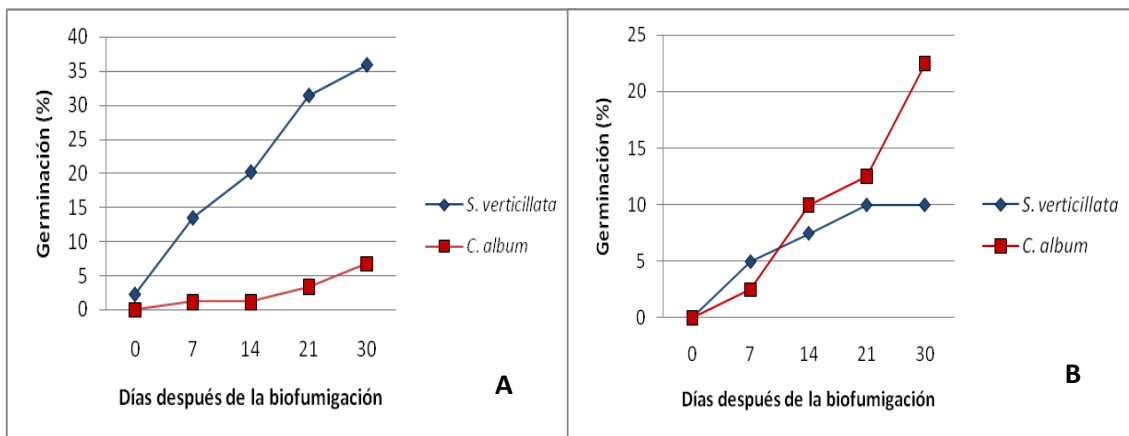 Germinación (%)
40
35
30
25
20
15
10
5
0
0 7 14 21 30
Días después de la biofumigación
S. verticillata
C. album
A
Germinación (%)
25
20
15
10
5
0
0 7 14 21 30
Días después de la biofumigación
S. verticillata
C. album
B